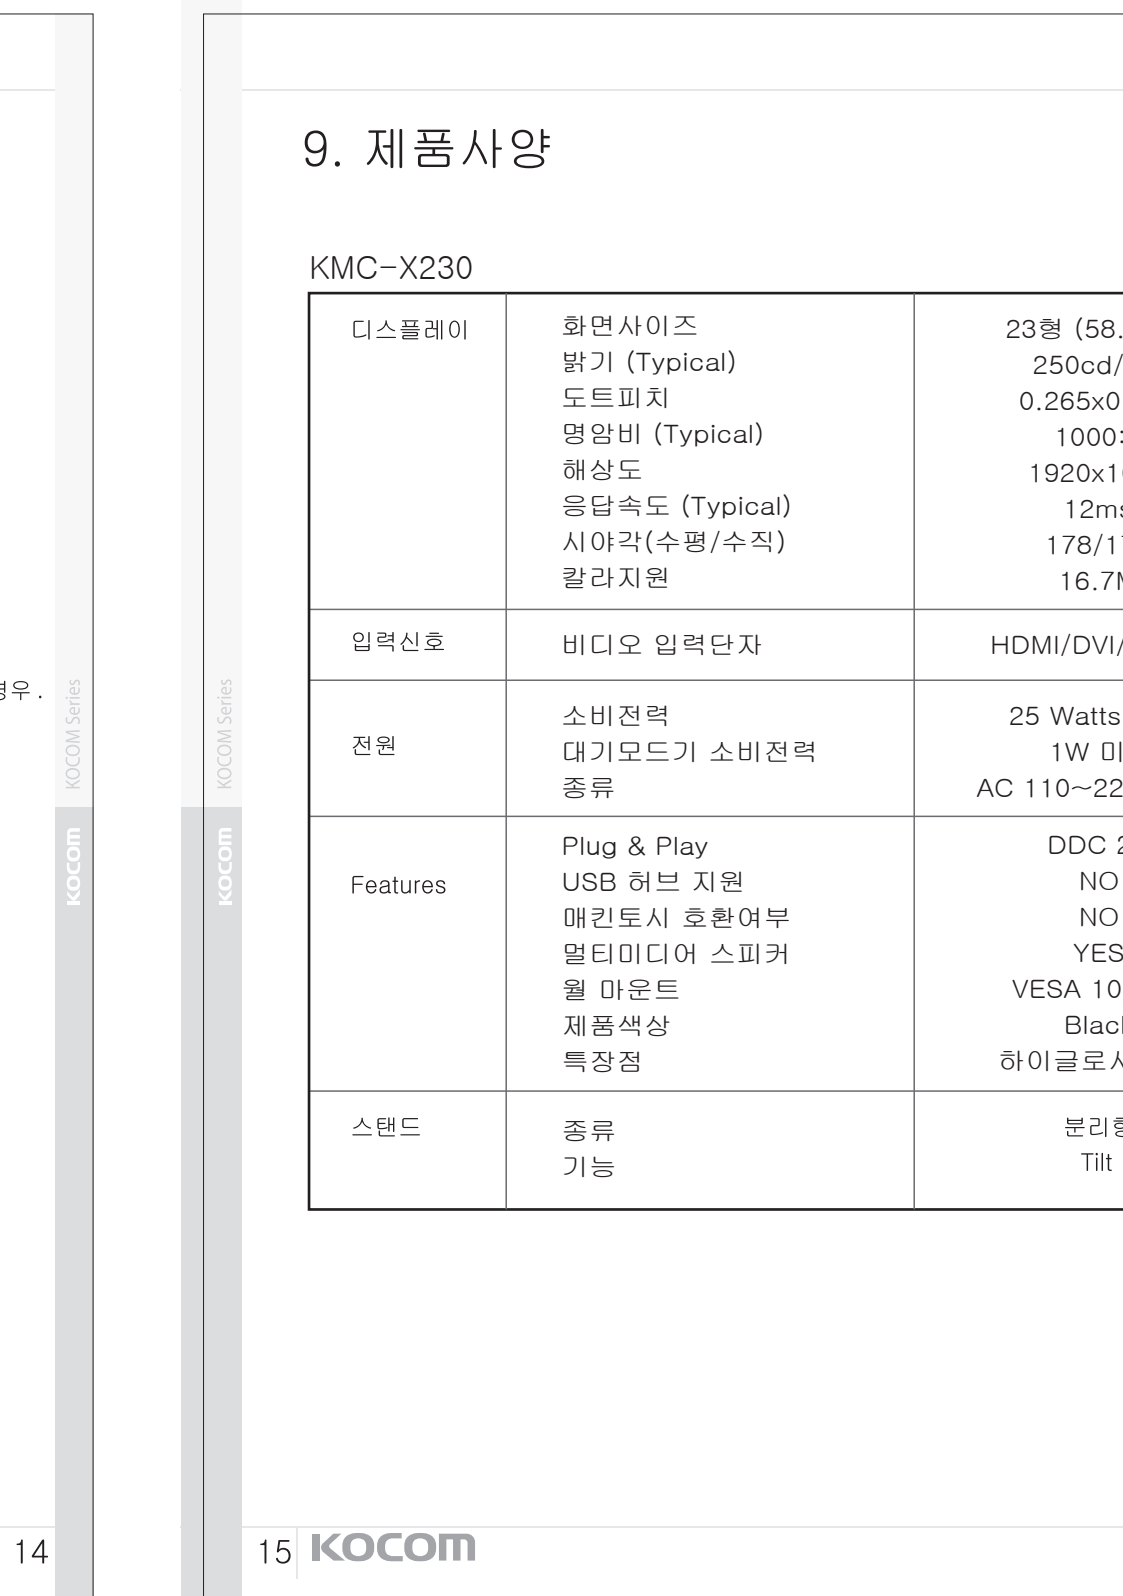 경우.
KOCOM Series
KOCOM
14
KOCOM Series
KOCOM
9. 제품사양
KMC-X230
디스플레이
화면사이즈 23형 (58.
밝기 (Typical) 250cd/
도트피치 0.265x0
명암비 (Typical) 1000:
해상도 1920x1
응답속도 (Typical) 12ms
시야각(수평/수직) 178/1
칼라지원 16.7M
입력신호 비디오 입력단자 HDMI/DVI/
전원
소비전력 25 Watts
대기모드기 소비전력 1W 미
종류 AC 110~22
Features
Plug & Play DDC 2
USB 허브 지원 NO
매킨토시 호환여부 NO
멀티미디어 스피커 YES
월 마운트 VESA 10
제품색상 Black
특장점 하이글로시
스탠드
종류 분리형
기능 Tilt
15 KOCOM